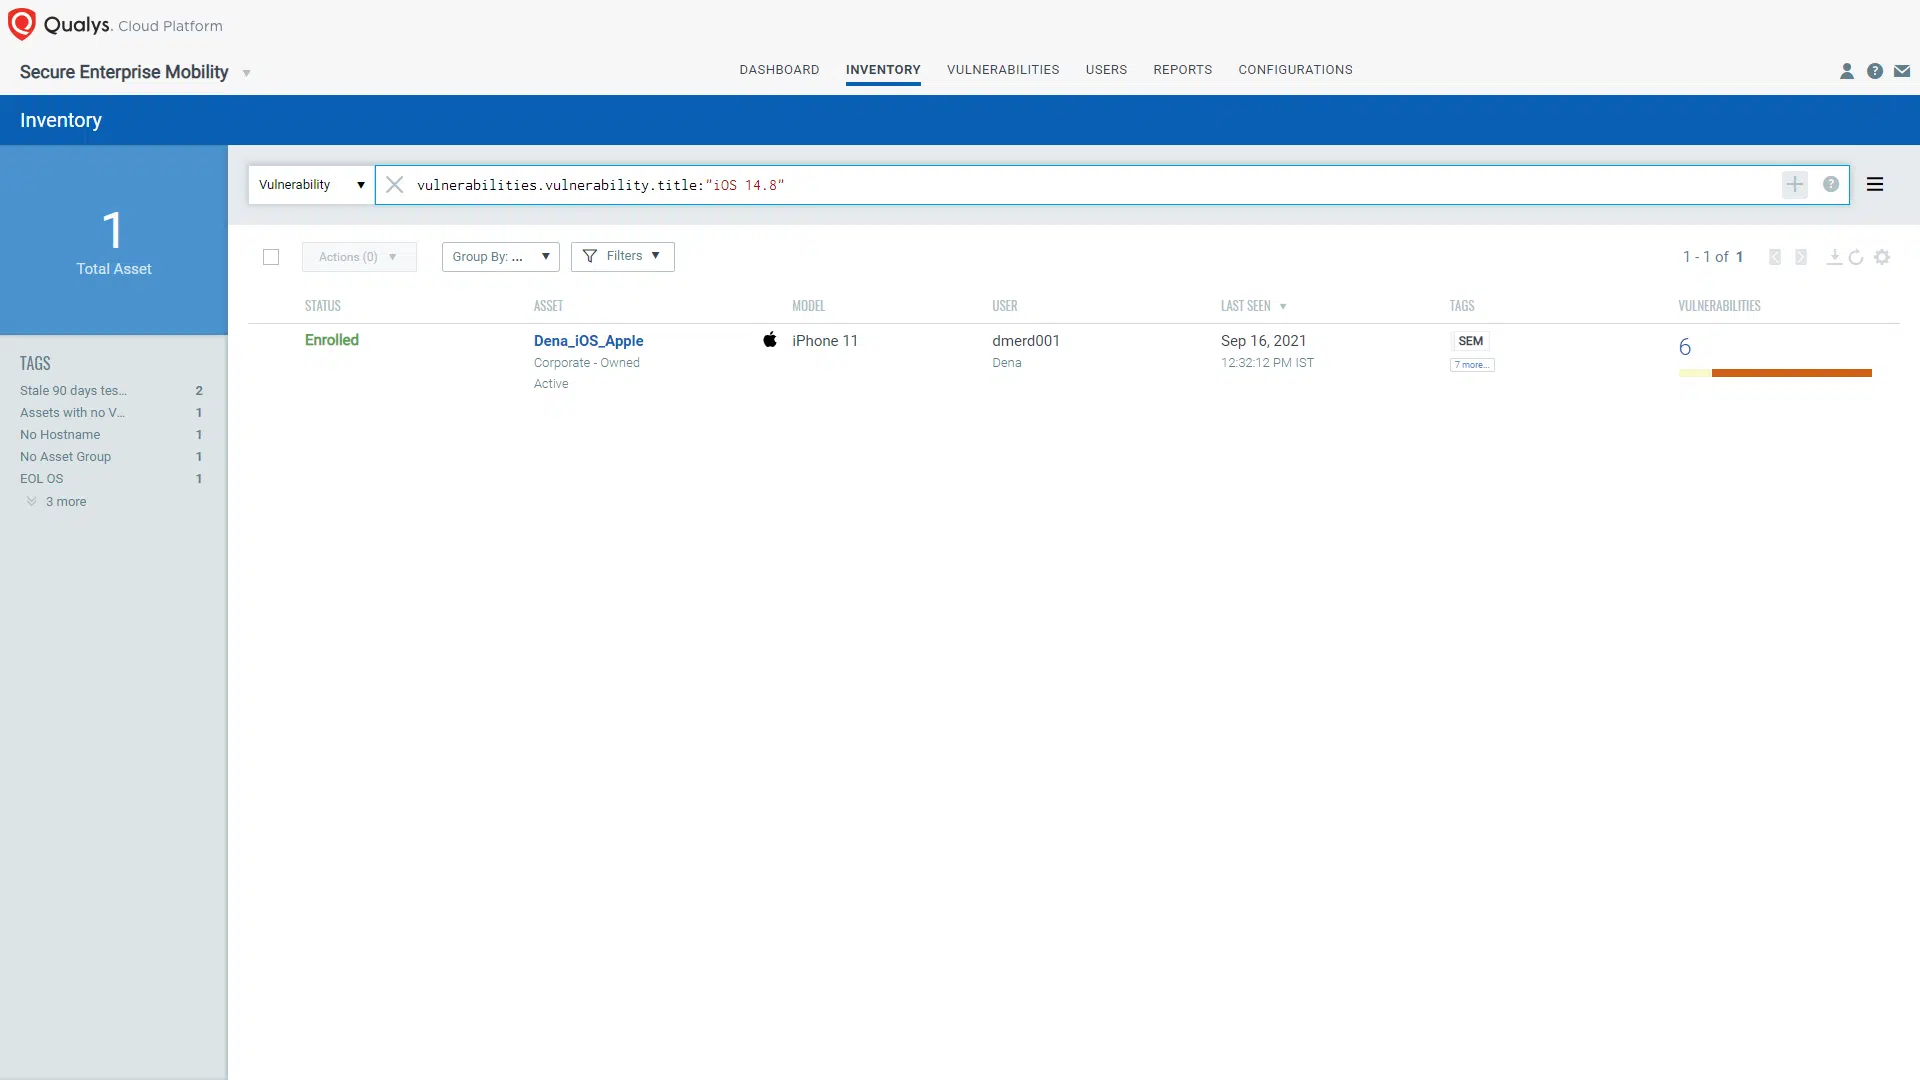 Qualys. Cloud Platform
Secure Enterprise Mobility
DASHBOARD INVENTORY VULNERABILITIES USERS REPORTS CONFIGURATIONS
Inventory
1
Total Asset
Vulnerability vulnerabilities.vulnerability.title:"iOS 14.8"
Actions (0) Group By: ... Filters 1 - 1 of 1
STATUS ASSET MODEL USER LAST SEEN TAGS VULNERABILITIES
Enrolled Dena_iOS_Apple iPhone 11 dmerd001 Sep 16, 2021 SEM 6
Corporate - Owned Dena 12:32:12 PM IST 7 more...
Active
TAGS
Stale 90 days tes... 2
Assets with no V... 1
No Hostname 1
No Asset Group 1
EOL OS 1
3 more